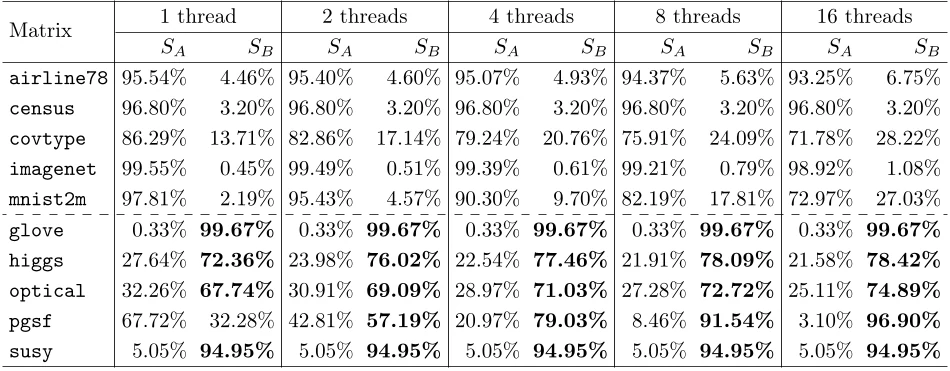 Matrix 1 thread 2 threads 4 threads 8 threads 16 threads
S_A S_B S_A S_B S_A S_B S_A S_B S_A S_B
airline78 95.54% 4.46% 95.40% 4.60% 95.07% 4.93% 94.37% 5.63% 93.25% 6.75%
census 96.80% 3.20% 96.80% 3.20% 96.80% 3.20% 96.80% 3.20% 96.80% 3.20%
covtype 86.29% 13.71% 82.86% 17.14% 79.24% 20.76% 75.91% 24.09% 71.78% 28.22%
imagenet 99.55% 0.45% 99.49% 0.51% 99.39% 0.61% 99.21% 0.79% 98.92% 1.08%
mnist2m 97.81% 2.19% 95.43% 4.57% 90.30% 9.70% 82.19% 17.81% 72.97% 27.03%
glove 0.33% 99.67% 0.33% 99.67% 0.33% 99.67% 0.33% 99.67% 0.33% 99.67%
higgs 27.64% 72.36% 23.98% 76.02% 22.54% 77.46% 21.91% 78.09% 21.58% 78.42%
optical 32.26% 67.74% 30.91% 69.09% 28.97% 71.03% 27.28% 72.72% 25.11% 74.89%
pgsf 67.72% 32.28% 42.81% 57.19% 20.97% 79.03% 8.46% 91.54% 3.10% 96.90%
susy 5.05% 94.95% 5.05% 94.95% 5.05% 94.95% 5.05% 94.95% 5.05% 94.95%